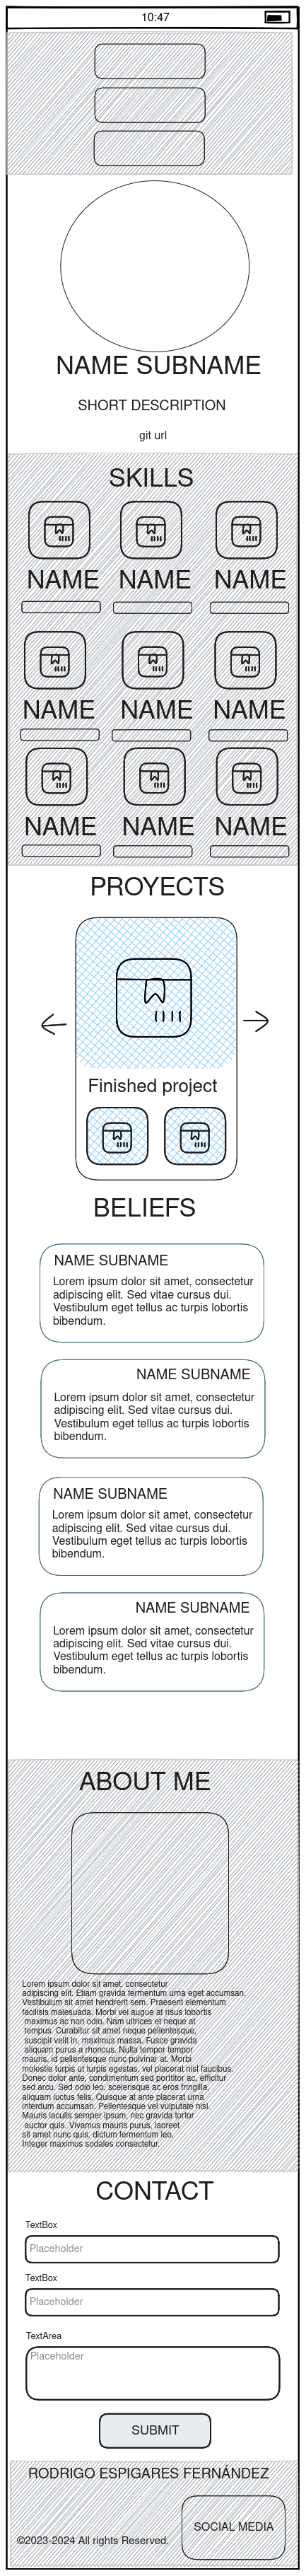 10:47
NAME SUBNAME
SHORT DESCRIPTION
git url
SKILLS
NAME NAME NAME
NAME NAME NAME
NAME NAME NAME
PROYECTS
Finished project
BELIEFS
NAME SUBNAME
Lorem ipsum dolor sit amet, consectetur
adipiscing elit. Sed vitae cursus dui.
Vestibulum eget tellus ac turpis lobortis
bibendum.
NAME SUBNAME
Lorem ipsum dolor sit amet, consectetur
adipiscing elit. Sed vitae cursus dui.
Vestibulum eget tellus ac turpis lobortis
bibendum.
NAME SUBNAME
Lorem ipsum dolor sit amet, consectetur
adipiscing elit. Sed vitae cursus dui.
Vestibulum eget tellus ac turpis lobortis
bibendum.
NAME SUBNAME
Lorem ipsum dolor sit amet, consectetur
adipiscing elit. Sed vitae cursus dui.
Vestibulum eget tellus ac turpis lobortis
bibendum.
ABOUT ME
Lorem ipsum dolor sit amet, consectetur
adipiscing elit. Etiam gravida fermentum urna eget accumsan.
Vestibulum sit amet hendrerit sem. Praesent elementum
facilisis malesuada. Morbi vel augue at risus lobortis
maximus ac non odio. Nam ultrices et neque at
tempus. Curabitur sit amet neque pellentesque,
suscipit velit in, maximus massa. Fusce gravida
aliquam purus a rhoncus. Nulla tempor tempor
mauris, id pellentesque nunc pulvinar at. Morbi
molestie turpis ut turpis egestas, vel placerat nisl faucibus.
Donec dolor ante, condimentum sed porttitor ac, efficitur
sed arcu. Sed odio leo, scelerisque ac eros fringilla,
aliquam luctus felis. Quisque at ante placerat urna
interdum accumsan. Pellentesque vel vulputate nisl.
Mauris iaculis semper ipsum, nec gravida tortor
auctor quis. Vivamus mauris purus, laoreet
sit amet nunc quis, dictum fermentum leo.
Integer maximus sodales consectetur.
CONTACT
TextBox
Placeholder
TextBox
Placeholder
TextArea
Placeholder
SUBMIT
RODRIGO ESPIGARES FERNÁNDEZ
SOCIAL MEDIA
©2023-2024 All rights Reserved.